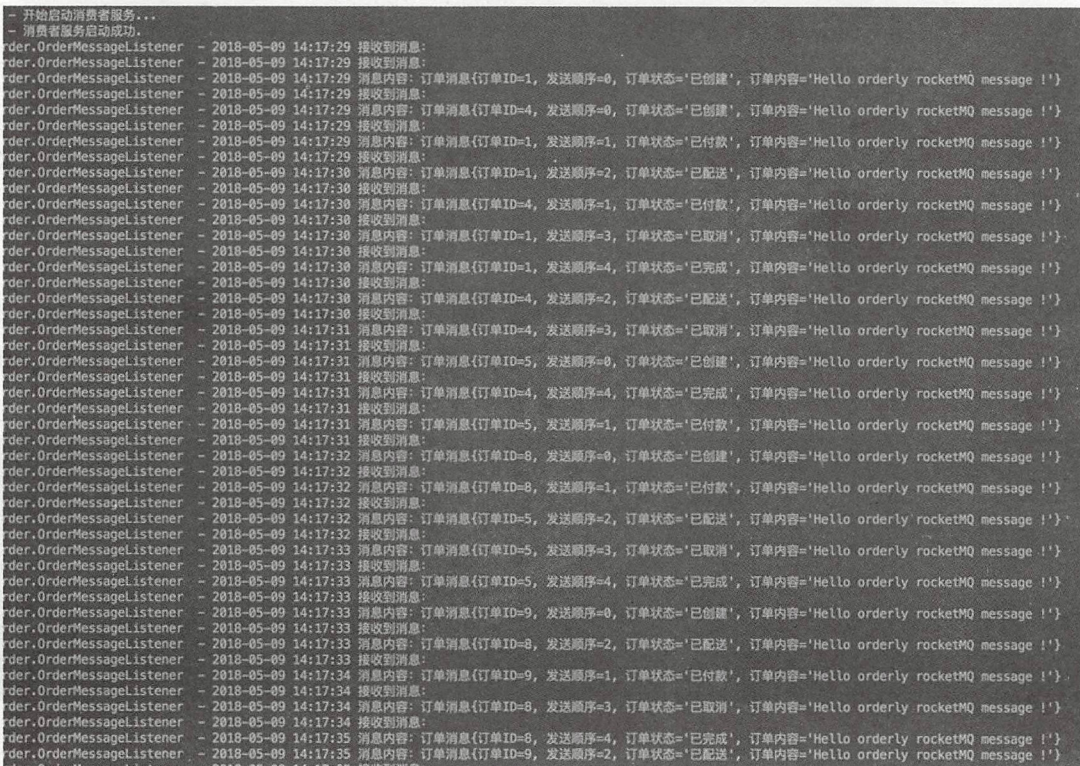 - 开始启动消费者服务...
- 消费者服务启动成功.
rder.OrderMessageListener - 2018-05-09 14:17:29 接收到消息:
rder.OrderMessageListener - 2018-05-09 14:17:29 接收到消息:
rder.OrderMessageListener - 2018-05-09 14:17:29 消息内容: 订单消息{订单ID=1, 发送顺序=0, 订单状态='已创建', 订单内容='Hello orderly rocketMQ message !'}
rder.OrderMessageListener - 2018-05-09 14:17:29 接收到消息:
rder.OrderMessageListener - 2018-05-09 14:17:29 消息内容: 订单消息{订单ID=4, 发送顺序=0, 订单状态='已创建', 订单内容='Hello orderly rocketMQ message !'}
rder.OrderMessageListener - 2018-05-09 14:17:29 接收到消息:
rder.OrderMessageListener - 2018-05-09 14:17:29 消息内容: 订单消息{订单ID=1, 发送顺序=1, 订单状态='已付款', 订单内容='Hello orderly rocketMQ message !'}
rder.OrderMessageListener - 2018-05-09 14:17:29 接收到消息:
rder.OrderMessageListener - 2018-05-09 14:17:30 消息内容: 订单消息{订单ID=1, 发送顺序=2, 订单状态='已配送', 订单内容='Hello orderly rocketMQ message !'}
rder.OrderMessageListener - 2018-05-09 14:17:30 接收到消息:
rder.OrderMessageListener - 2018-05-09 14:17:30 消息内容: 订单消息{订单ID=4, 发送顺序=1, 订单状态='已付款', 订单内容='Hello orderly rocketMQ message !'}
rder.OrderMessageListener - 2018-05-09 14:17:30 接收到消息:
rder.OrderMessageListener - 2018-05-09 14:17:30 消息内容: 订单消息{订单ID=1, 发送顺序=3, 订单状态='已取消', 订单内容='Hello orderly rocketMQ message !'}
rder.OrderMessageListener - 2018-05-09 14:17:30 接收到消息:
rder.OrderMessageListener - 2018-05-09 14:17:30 消息内容: 订单消息{订单ID=1, 发送顺序=4, 订单状态='已完成', 订单内容='Hello orderly rocketMQ message !'}
rder.OrderMessageListener - 2018-05-09 14:17:30 接收到消息:
rder.OrderMessageListener - 2018-05-09 14:17:30 消息内容: 订单消息{订单ID=4, 发送顺序=2, 订单状态='已配送', 订单内容='Hello orderly rocketMQ message !'}
rder.OrderMessageListener - 2018-05-09 14:17:30 接收到消息:
rder.OrderMessageListener - 2018-05-09 14:17:31 消息内容: 订单消息{订单ID=4, 发送顺序=3, 订单状态='已取消', 订单内容='Hello orderly rocketMQ message !'}
rder.OrderMessageListener - 2018-05-09 14:17:31 接收到消息:
rder.OrderMessageListener - 2018-05-09 14:17:31 消息内容: 订单消息{订单ID=5, 发送顺序=0, 订单状态='已创建', 订单内容='Hello orderly rocketMQ message !'}
rder.OrderMessageListener - 2018-05-09 14:17:31 接收到消息:
rder.OrderMessageListener - 2018-05-09 14:17:31 消息内容: 订单消息{订单ID=4, 发送顺序=4, 订单状态='已完成', 订单内容='Hello orderly rocketMQ message !'}
rder.OrderMessageListener - 2018-05-09 14:17:31 接收到消息:
rder.OrderMessageListener - 2018-05-09 14:17:31 消息内容: 订单消息{订单ID=5, 发送顺序=1, 订单状态='已付款', 订单内容='Hello orderly rocketMQ message !'}
rder.OrderMessageListener - 2018-05-09 14:17:31 接收到消息:
rder.OrderMessageListener - 2018-05-09 14:17:32 消息内容: 订单消息{订单ID=8, 发送顺序=0, 订单状态='已创建', 订单内容='Hello orderly rocketMQ message !'}
rder.OrderMessageListener - 2018-05-09 14:17:32 接收到消息:
rder.OrderMessageListener - 2018-05-09 14:17:32 消息内容: 订单消息{订单ID=8, 发送顺序=1, 订单状态='已付款', 订单内容='Hello orderly rocketMQ message !'}
rder.OrderMessageListener - 2018-05-09 14:17:32 接收到消息:
rder.OrderMessageListener - 2018-05-09 14:17:32 消息内容: 订单消息{订单ID=5, 发送顺序=2, 订单状态='已配送', 订单内容='Hello orderly rocketMQ message !'}
rder.OrderMessageListener - 2018-05-09 14:17:32 接收到消息:
rder.OrderMessageListener - 2018-05-09 14:17:33 消息内容: 订单消息{订单ID=5, 发送顺序=3, 订单状态='已取消', 订单内容='Hello orderly rocketMQ message !'}
rder.OrderMessageListener - 2018-05-09 14:17:33 接收到消息:
rder.OrderMessageListener - 2018-05-09 14:17:33 消息内容: 订单消息{订单ID=5, 发送顺序=4, 订单状态='已完成', 订单内容='Hello orderly rocketMQ message !'}
rder.OrderMessageListener - 2018-05-09 14:17:33 接收到消息:
rder.OrderMessageListener - 2018-05-09 14:17:33 消息内容: 订单消息{订单ID=9, 发送顺序=0, 订单状态='已创建', 订单内容='Hello orderly rocketMQ message !'}
rder.OrderMessageListener - 2018-05-09 14:17:33 接收到消息:
rder.OrderMessageListener - 2018-05-09 14:17:33 消息内容: 订单消息{订单ID=8, 发送顺序=2, 订单状态='已配送', 订单内容='Hello orderly rocketMQ message !'}
rder.OrderMessageListener - 2018-05-09 14:17:33 接收到消息:
rder.OrderMessageListener - 2018-05-09 14:17:34 消息内容: 订单消息{订单ID=9, 发送顺序=1, 订单状态='已付款', 订单内容='Hello orderly rocketMQ message !'}
rder.OrderMessageListener - 2018-05-09 14:17:34 接收到消息:
rder.OrderMessageListener - 2018-05-09 14:17:34 消息内容: 订单消息{订单ID=8, 发送顺序=3, 订单状态='已取消', 订单内容='Hello orderly rocketMQ message !'}
rder.OrderMessageListener - 2018-05-09 14:17:34 接收到消息:
rder.OrderMessageListener - 2018-05-09 14:17:35 消息内容: 订单消息{订单ID=8, 发送顺序=4, 订单状态='已完成', 订单内容='Hello orderly rocketMQ message !'}
rder.OrderMessageListener - 2018-05-09 14:17:35 消息内容: 订单消息{订单ID=9, 发送顺序=2, 订单状态='已配送', 订单内容='Hello orderly rocketMQ message !'}